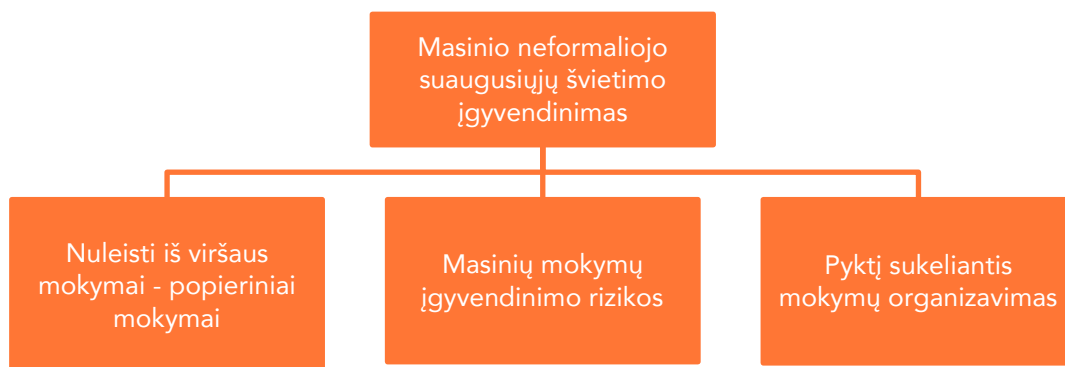 Masinio neformaliojo
suaugusiųjų švietimo
įgyvendinimas
Nuleisti iš viršaus
mokymai - popieriniai
mokymai
Masinių mokymų
įgyvendinimo rizikos
Pyktį sukeliantis
mokymų organizavimas